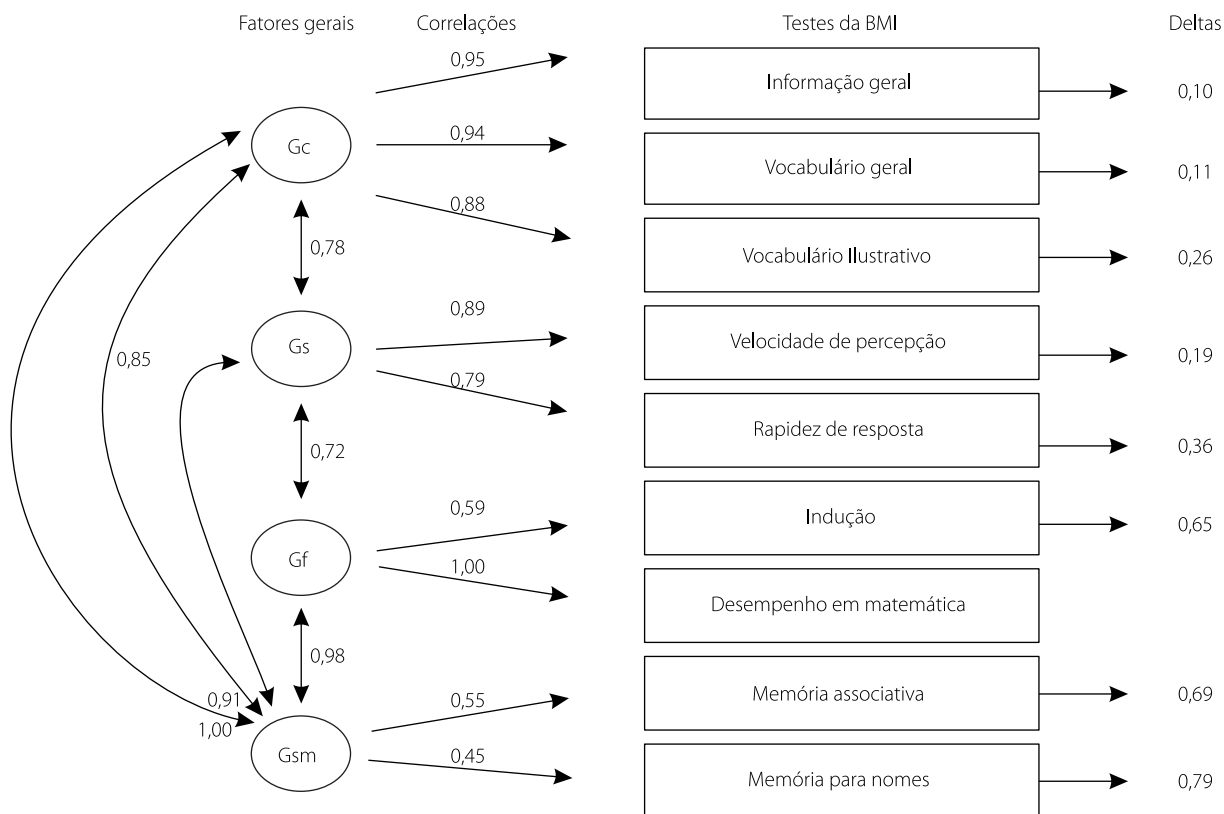 Fatores gerais Correlações Testes da BMI Deltas
0,95
Informação geral
0,10
0,94
Gc
Vocabulário geral
0,11
0,88
0,78
Vocabulário Ilustrativo
0,26
0,89
Velocidade de percepção
0,85
Gs
0,19
0,79
Rapidez de resposta
0,72
0,36
0,59
Indução
0,65
Gf
1,00
Desempenho em matemática
0,98
0,91
0,55
Memória associativa
0,69
1,00
Gsm
0,45
Memória para nomes
0,79